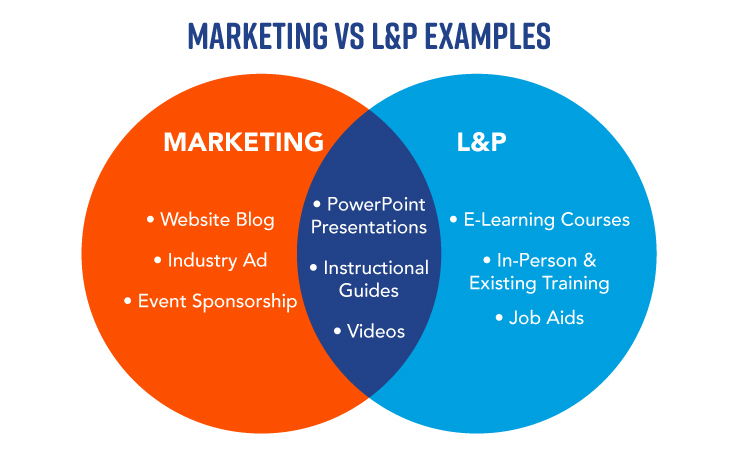 MARKETING VS L&P EXAMPLES
MARKETING
• Website Blog
• Industry Ad
• Event Sponsorship
• PowerPoint
Presentations
• Instructional
Guides
• Videos
L&P
• E-Learning Courses
• In-Person &
Existing Training
• Job Aids